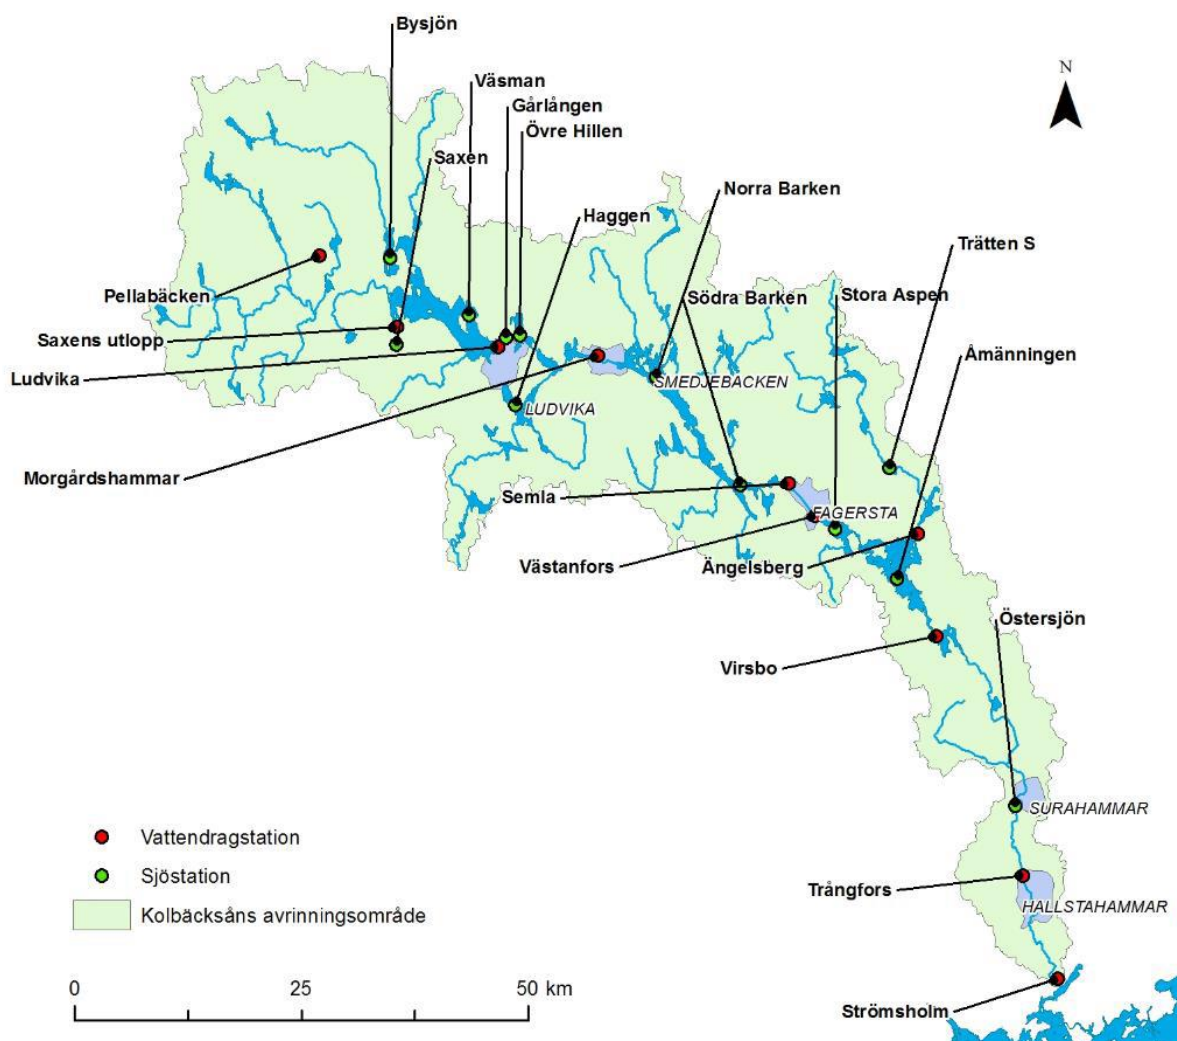 Bysjön
N
Väsman
Gårlången
Övre Hillen
Saxen
Norra Barken
Haggen
Trätten S
Pellabäcken
Södra Barken
Stora Aspen
Saxens utlopp
Åmänningen
Ludvika
SMEDJEBACKEN
LUDVIKA
Morgårdshammar
Semla
FAGERSTA
Västanfors
Ängelsberg
Östersjön
Virsbo
SURAHAMMAR
Vattendragstation
Sjöstation
Trångfors
HALLSTAHAMMAR
Kolbäcksåns avrinningsområde
0 25 50 km
Strömsholm